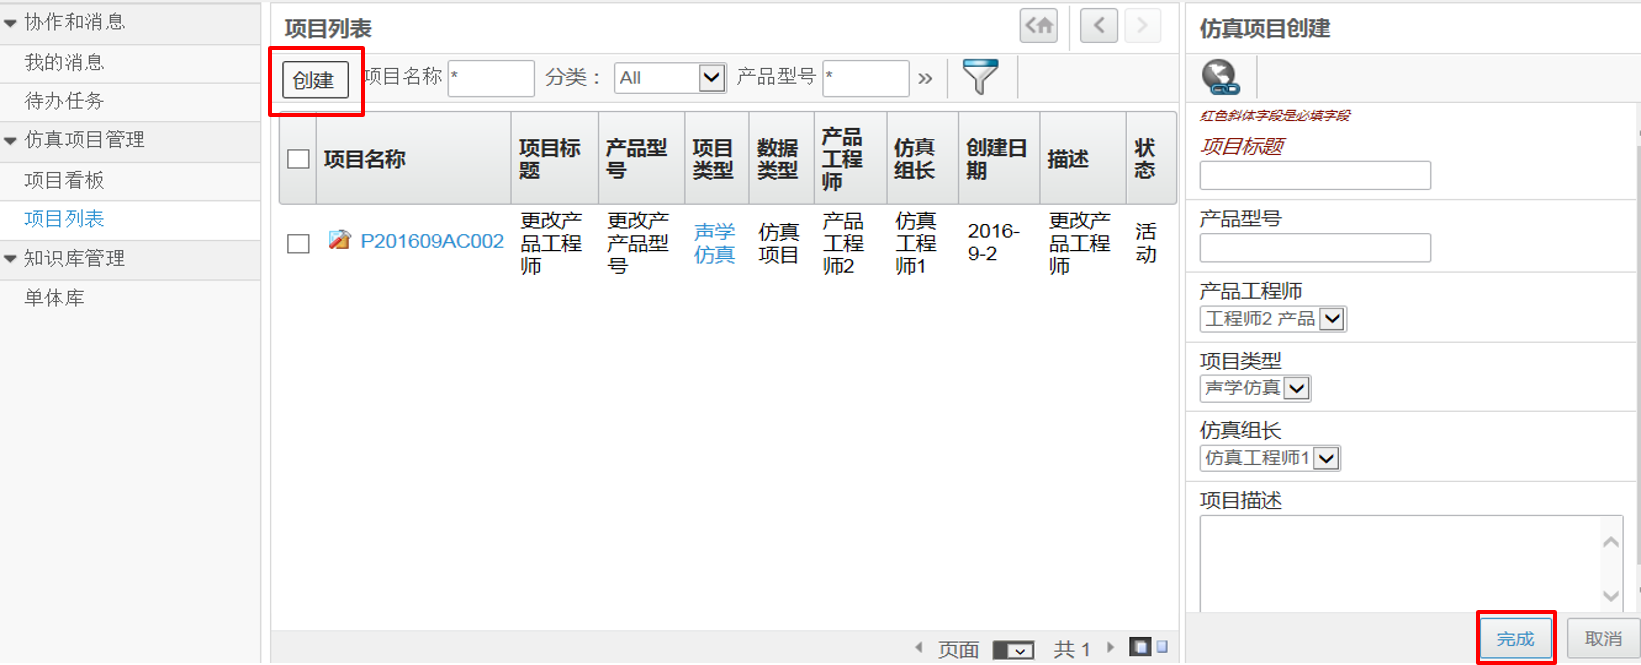 协作和消息
我的消息
待办任务
仿真项目管理
项目看板
项目列表
知识库管理
单体库
项目列表
创建 项目名称 * 分类： All 产品型号 * »
项目名称 项目标题 产品型号 项目类型 数据类型 产品工程师 仿真组长 创建日期 描述 状态
P201609AC002 更改产品工程师 更改产产品型号 声学仿真 仿真项目 产品工程师2 仿真工程师1 2016-9-2 更改产品工程师 活动
页面 共 1
仿真项目创建
红色斜体字段是必填字段
项目标题
产品型号
产品工程师
工程师2 产品
项目类型
声学仿真
仿真组长
仿真工程师1
项目描述
完成 取消